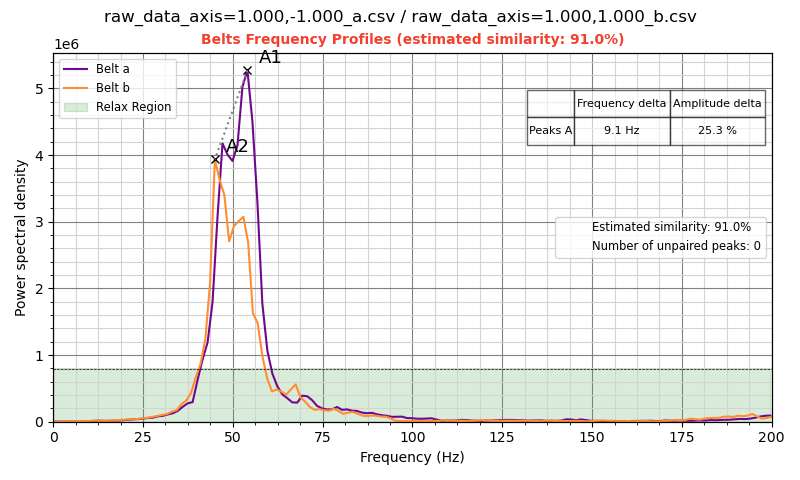 raw_data_axis=1.000,-1.000_a.csv / raw_data_axis=1.000,1.000_b.csv
Belts Frequency Profiles (estimated similarity: 91.0%)
1e6
A1
A2
Belt a
Belt b
Relax Region
Frequency delta Amplitude delta
Peaks A 9.1 Hz 25.3 %
Estimated similarity: 91.0%
Number of unpaired peaks: 0
Power spectral density
5
4
3
2
1
0
0 25 50 75 100 125 150 175 200
Frequency (Hz)